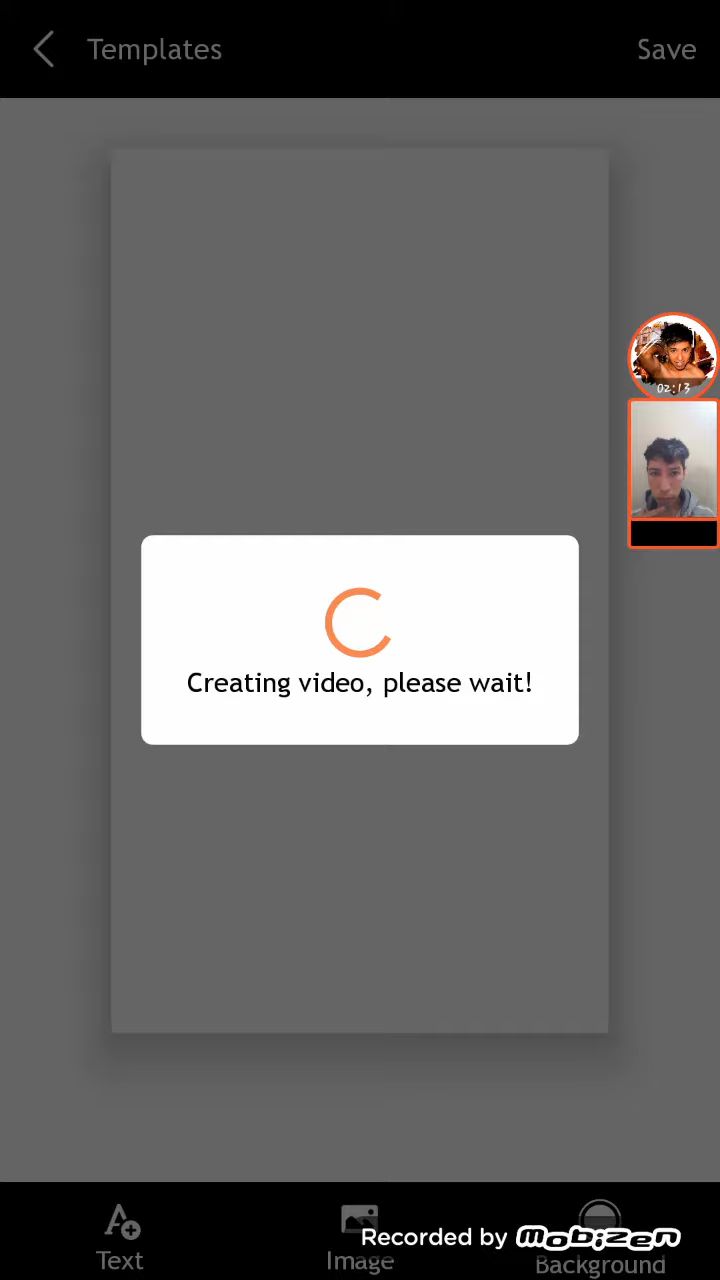 Templates
Save
02:13
Creating video, please wait!
Text
Image
Background
Recorded by mobizen